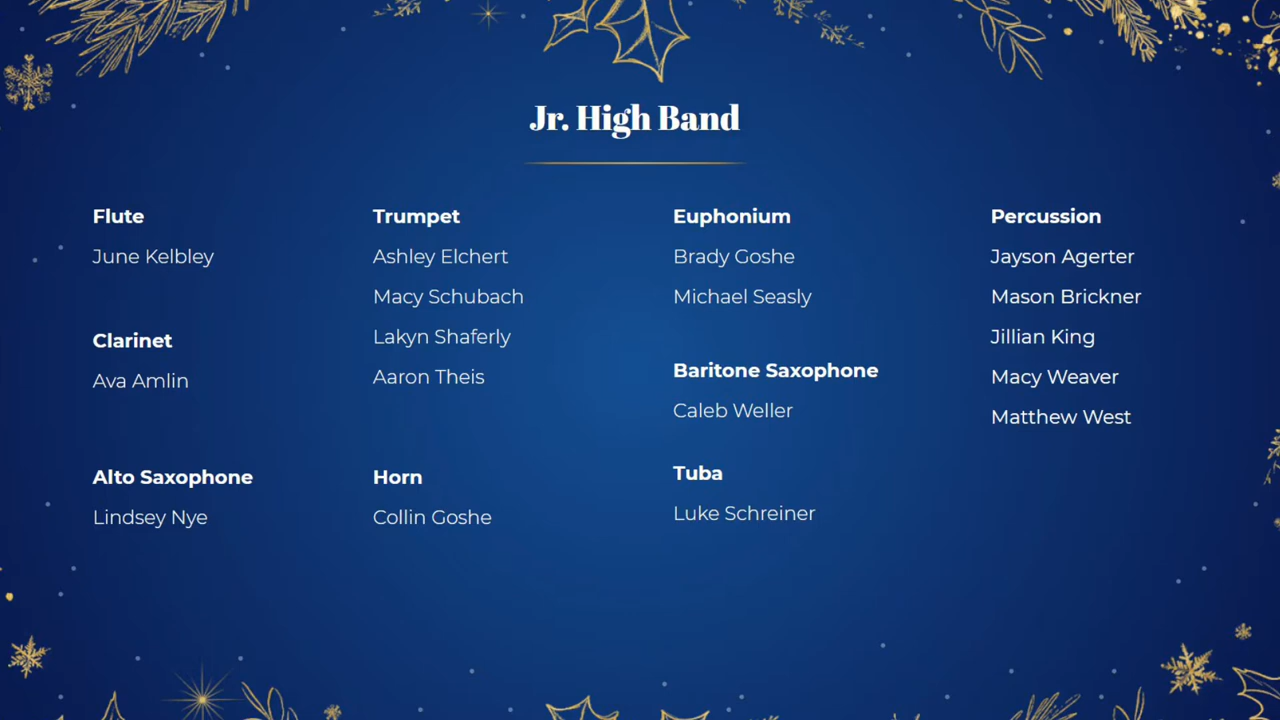 Jr. High Band
Flute
June Kelbley
Clarinet
Ava Amlin
Alto Saxophone
Lindsey Nye
Trumpet
Ashley Elchert
Macy Schubach
Lakyn Shaferly
Aaron Theis
Horn
Collin Goshe
Euphonium
Brady Goshe
Michael Seasly
Baritone Saxophone
Caleb Weller
Tuba
Luke Schreiner
Percussion
Jayson Agerter
Mason Brickner
Jillian King
Macy Weaver
Matthew West